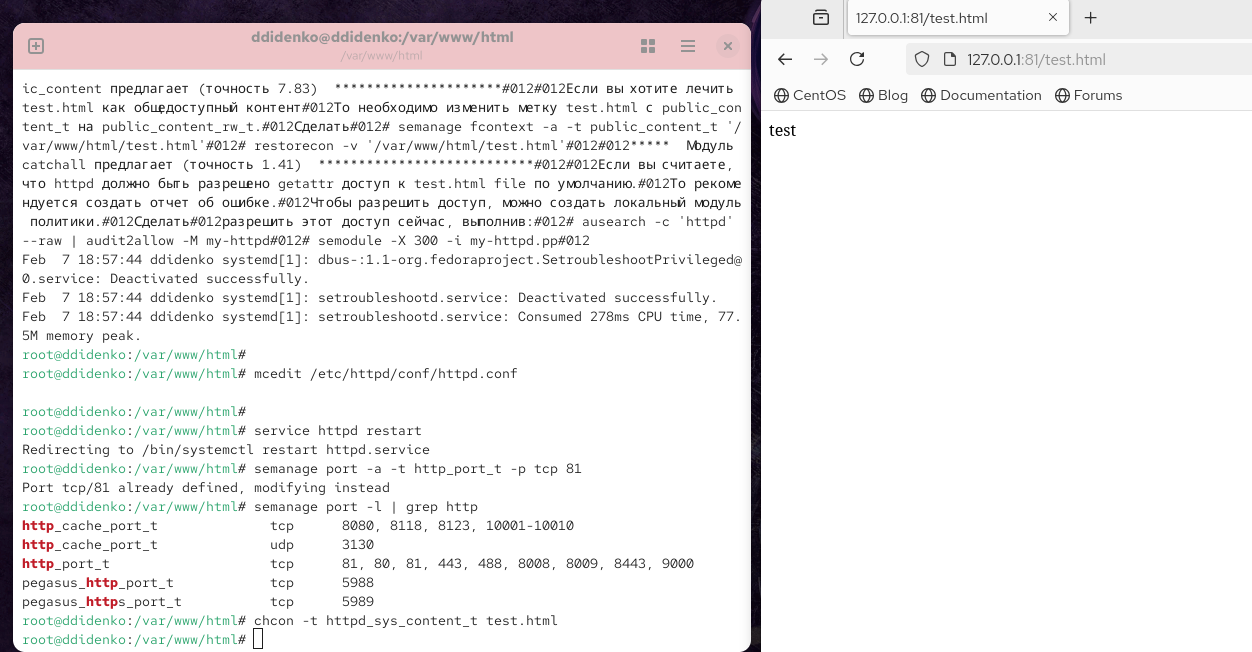 ddidenko@ddidenko:/var/www/html
/var/www/html
ic_content предлагает (точность 7.83)  *********************#012#012Если вы хотите лечить
test.html как общедоступный контент#012То необходимо изменить метку test.html с public_con
tent_t на public_content_rw_t.#012Сделать#012# semanage fcontext -a -t public_content_t '/
var/www/html/test.html'#012# restorecon -v '/var/www/html/test.html'#012#012*****  Модуль
catchall предлагает (точность 1.41)  ***************************#012#012Если вы считаете,
что httpd должно быть разрешено getattr доступ к test.html file по умолчанию.#012То рекоме
ндуется создать отчет об ошибке.#012Чтобы разрешить доступ, можно создать локальный модуль
политики.#012Сделать#012разрешить этот доступ сейчас, выполнив:#012# ausearch -c 'httpd'
--raw | audit2allow -M my-httpd#012# semodule -X 300 -i my-httpd.pp#012
Feb  7 18:57:44 ddidenko systemd[1]: dbus-:1.1-org.fedoraproject.SetroubleshootPrivileged@
0.service: Deactivated successfully.
Feb  7 18:57:44 ddidenko systemd[1]: setroubleshootd.service: Deactivated successfully.
Feb  7 18:57:44 ddidenko systemd[1]: setroubleshootd.service: Consumed 278ms CPU time, 77.
5M memory peak.
root@ddidenko:/var/www/html#
root@ddidenko:/var/www/html# mcedit /etc/httpd/conf/httpd.conf
root@ddidenko:/var/www/html#
root@ddidenko:/var/www/html# service httpd restart
Redirecting to /bin/systemctl restart httpd.service
root@ddidenko:/var/www/html# semanage port -a -t http_port_t -p tcp 81
Port tcp/81 already defined, modifying instead
root@ddidenko:/var/www/html# semanage port -l | grep http
http_cache_port_t              tcp      8080, 8118, 8123, 10001-10010
http_cache_port_t              udp      3130
http_port_t                    tcp      81, 80, 81, 443, 488, 8008, 8009, 8443, 9000
pegasus_http_port_t            tcp      5988
pegasus_https_port_t           tcp      5989
root@ddidenko:/var/www/html# chcon -t httpd_sys_content_t test.html
root@ddidenko:/var/www/html#
127.0.0.1:81/test.html
127.0.0.1:81/test.html
CentOS Blog Documentation Forums
test